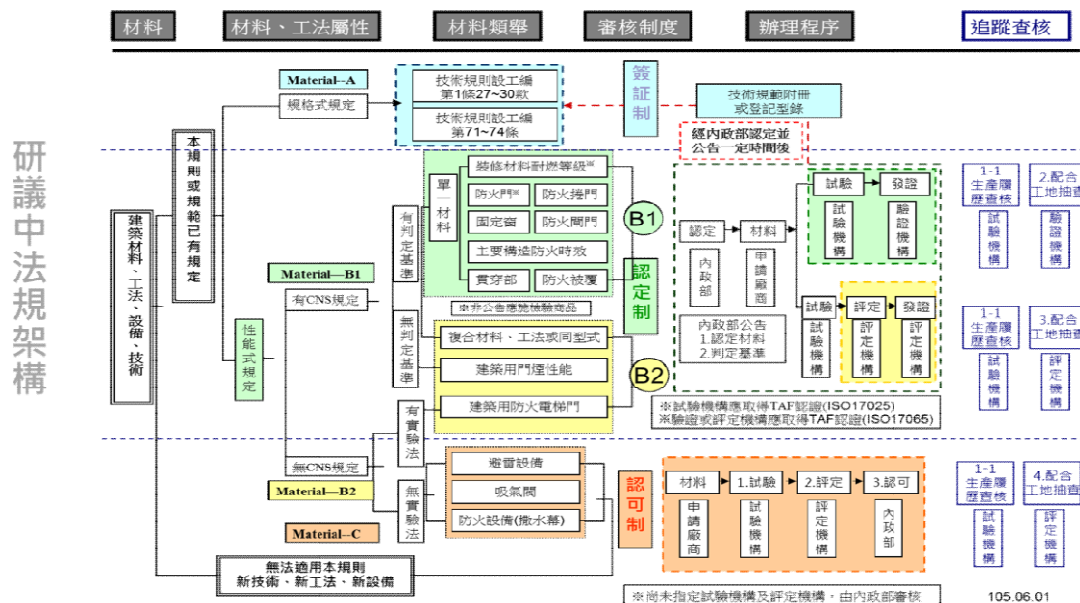 材料
材料、工法屬性
材料類舉
審核制度
辦理程序
追蹤查核
研議中法規架構
建築材料、工法、設備、技術
本規則或規範已有規定
Material--A
規格式規定
技術規則設工編
第1條27~30款
技術規則設工編
第71~74條
簽証制
技術規範附冊
或登記型錄
經內政部認定並
公告一定時間後
性能式規定
Material—B1
有CNS規定
有判定基準
單一材料
裝修材料耐燃等級※
防火門※
防火捲門
固定窗
防火閘門
主要構造防火時效
貫穿部
防火被覆
※非公告應施檢驗商品
B1
認定制
無判定基準
複合材料、工法或同型式
建築用門煙性能
建築用防火電梯門
B2
認定
內政部
材料
申請廠商
試驗
試驗機構
發證
驗證機構
試驗
試驗機構
評定
評定機構
發證
評定機構
內政部公告
1.認定材料
2.判定基準
※試驗機構應取得TAF認證(ISO17025)
※驗證或評定機構應取得TAF認證(ISO17065)
1-1
生產履
歷查核
試驗機構
2.配合
工地抽查
驗證機構
1-1
生產履
歷查核
試驗機構
3.配合
工地抽查
評定機構
無CNS規定
Material—B2
有實驗法
無實驗法
Material--C
避雷設備
吸氣閥
防火設備(撒水幕)
認可制
材料
申請廠商
1.試驗
試驗機構
2.評定
評定機構
3.認可
內政部
1-1
生產履
歷查核
試驗機構
4.配合
工地抽查
評定機構
無法適用本規則
新技術、新工法、新設備
※尚未指定試驗機構及評定機構，由內政部審核
105.06.01